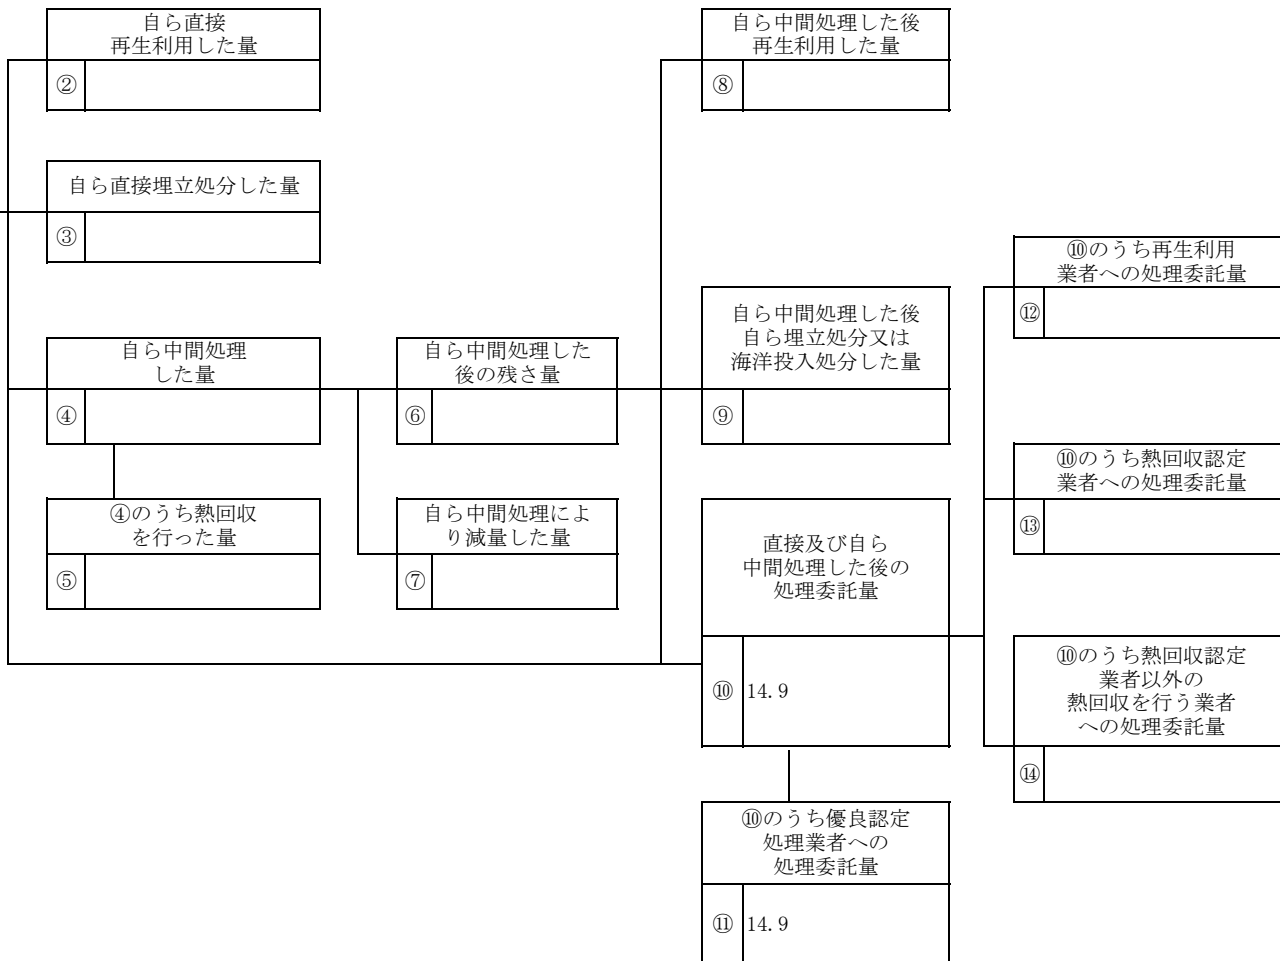 自ら直接
再生利用した量
②
自ら直接埋立処分した量
③
自ら中間処理
した量
④
④のうち熱回収
を行った量
⑤
自ら中間処理した
後の残さ量
⑥
自ら中間処理によ
り減量した量
⑦
自ら中間処理した後
再生利用した量
⑧
自ら中間処理した後
自ら埋立処分又は
海洋投入処分した量
⑨
直接及び自ら
中間処理した後の
処理委託量
⑩ 14.9
⑩のうち優良認定
処理業者への
処理委託量
⑪ 14.9
⑩のうち再生利用
業者への処理委託量
⑫
⑩のうち熱回収認定
業者への処理委託量
⑬
⑩のうち熱回収認定
業者以外の
熱回収を行う業者
への処理委託量
⑭